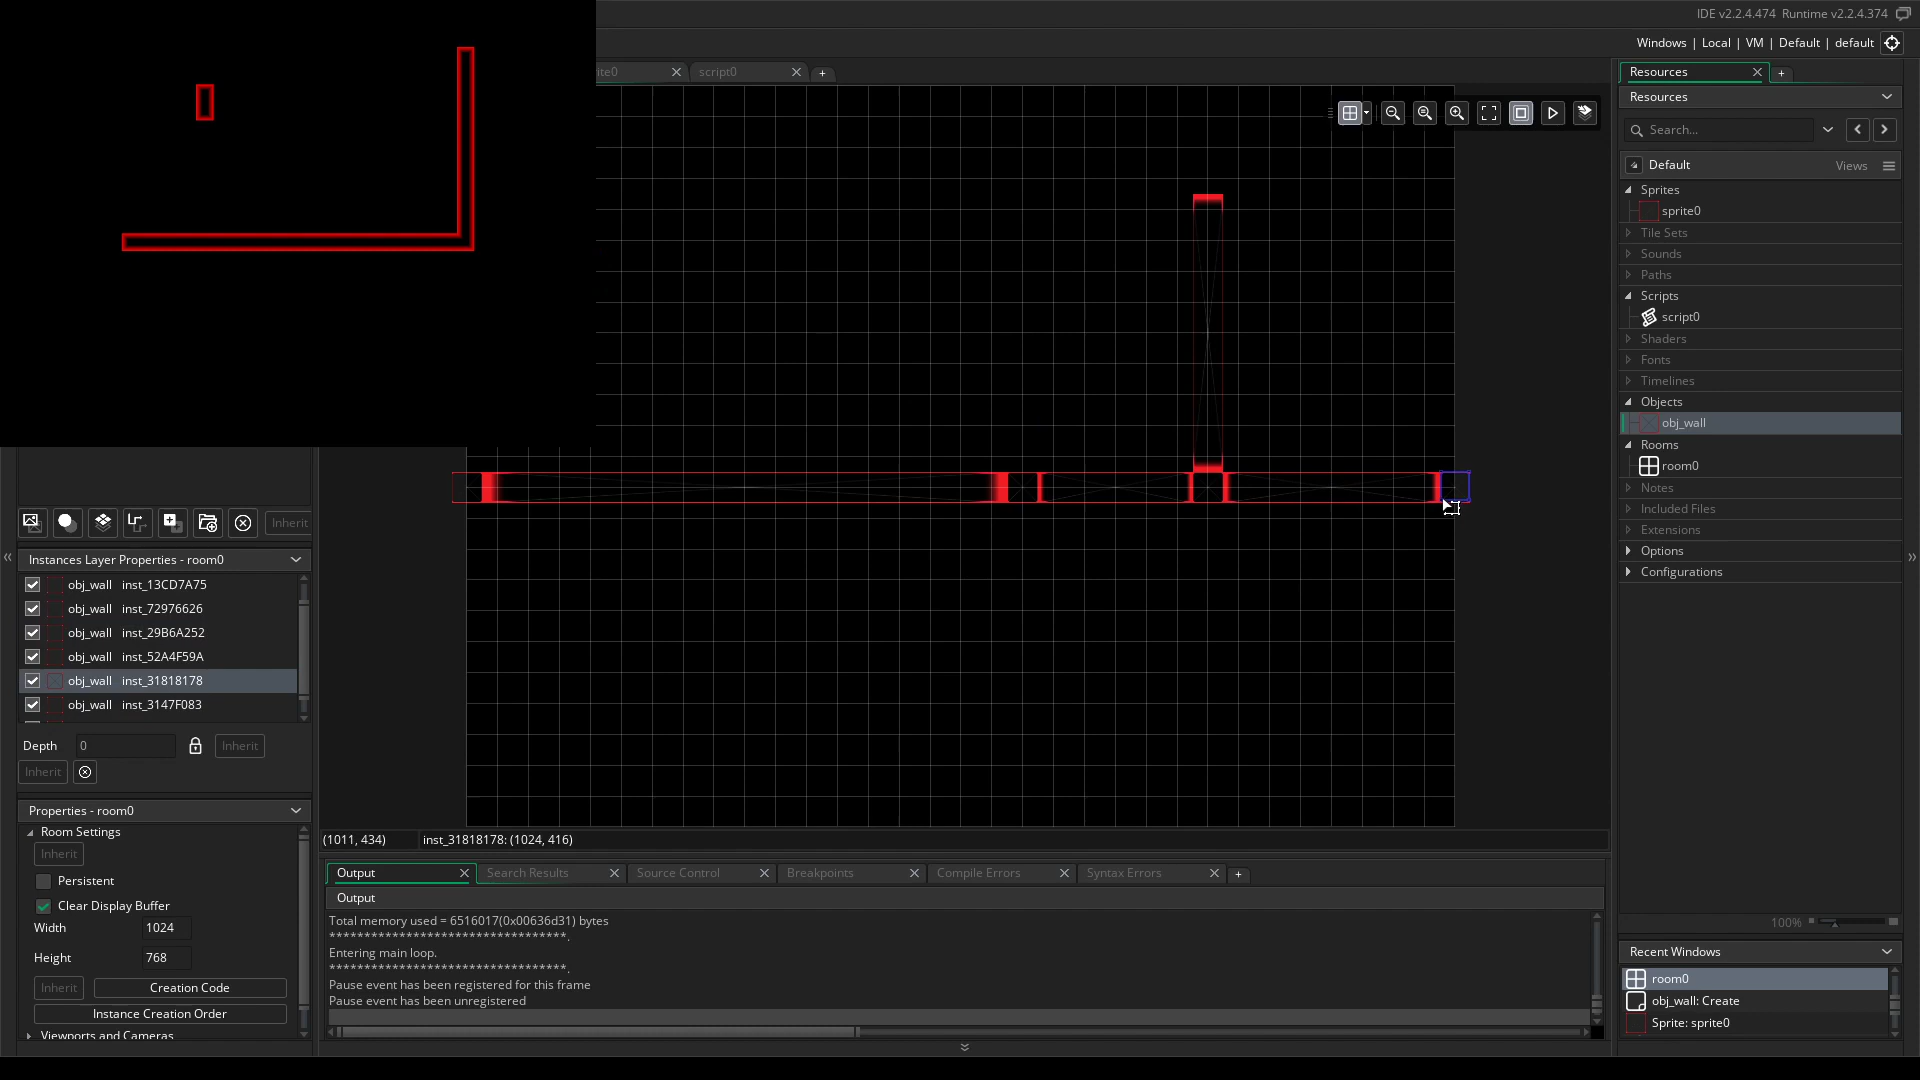 IDE v2.2.4.474 Runtime v2.2.4.374
Windows | Local | VM | Default | default
ite0
script0
Resources
Resources
Search...
Default
Views
Sprites
sprite0
Tile Sets
Sounds
Paths
Scripts
script0
Shaders
Fonts
Timelines
Objects
obj_wall
Rooms
room0
Notes
Included Files
Extensions
Options
Configurations
100%
Recent Windows
room0
obj_wall: Create
Sprite: sprite0
Inherit
Instances Layer Properties - room0
obj_wall inst_13CD7A75
obj_wall inst_72976626
obj_wall inst_29B6A252
obj_wall inst_52A4F59A
obj_wall inst_31818178
obj_wall inst_3147F083
Depth 0 Inherit
Inherit
Properties - room0
Room Settings
Inherit
Persistent
Clear Display Buffer
Width 1024
Height 768
Inherit Creation Code
Instance Creation Order
Viewports and Cameras
(1011, 434) inst_31818178: (1024, 416)
Output Search Results Source Control Breakpoints Compile Errors Syntax Errors
Output
Total memory used = 6516017(0x00636d31) bytes
**********************************.
Entering main loop.
**********************************.
Pause event has been registered for this frame
Pause event has been unregistered